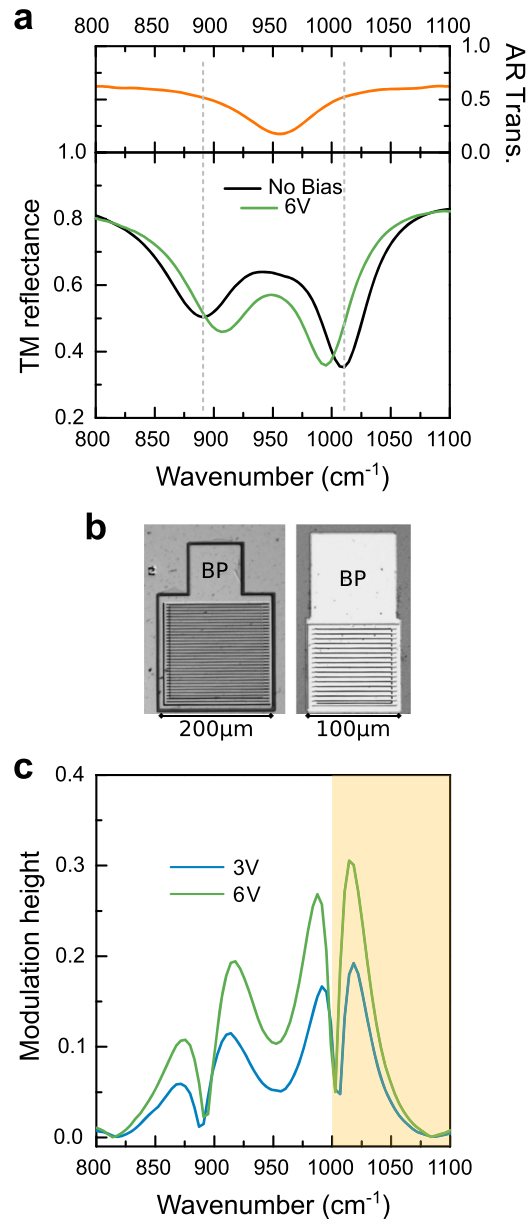 a
800 850 900 950 1000 1050 1100
1.0
0.5
0.0
AR Trans.
1.0
0.8
0.6
0.4
0.2
TM reflectance
No Bias
6V
800 850 900 950 1000 1050 1100
Wavenumber (cm-1)
b
BP
BP
200μm
100μm
c
0.4
0.3
0.2
0.1
0.0
Modulation height
3V
6V
800 850 900 950 1000 1050 1100
Wavenumber (cm-1)